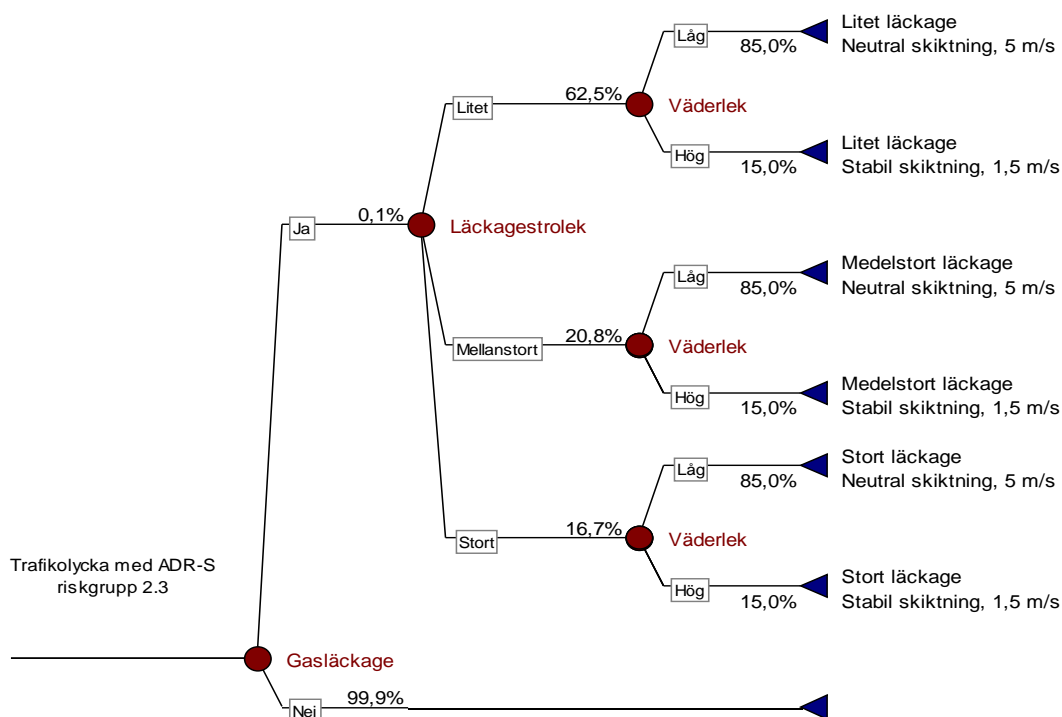 Litet läckage
Låg
85,0%
Neutral skiktning, 5 m/s
62,5%
Litet
Väderlek
Litet läckage
Hög
15,0%
Stabil skiktning, 1,5 m/s
0,1%
Ja
Läckagestrolek
Medelstort läckage
Låg
85,0%
Neutral skiktning, 5 m/s
20,8%
Mellanstort
Väderlek
Medelstort läckage
Hög
15,0%
Stabil skiktning, 1,5 m/s
Stort läckage
Låg
85,0%
Neutral skiktning, 5 m/s
16,7%
Stort
Väderlek
Stort läckage
Hög
15,0%
Stabil skiktning, 1,5 m/s
Trafikolycka med ADR-S
riskgrupp 2.3
Gasläckage
99,9%
Nej